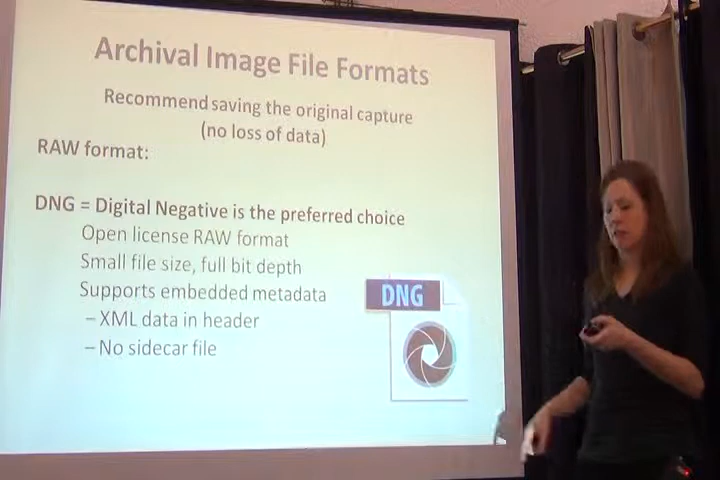 Archival Image File Formats
Recommend saving the original capture
(no loss of data)
RAW format:
DNG = Digital Negative is the preferred choice
Open license RAW format
Small file size, full bit depth
Supports embedded metadata
– XML data in header
– No sidecar file
DNG